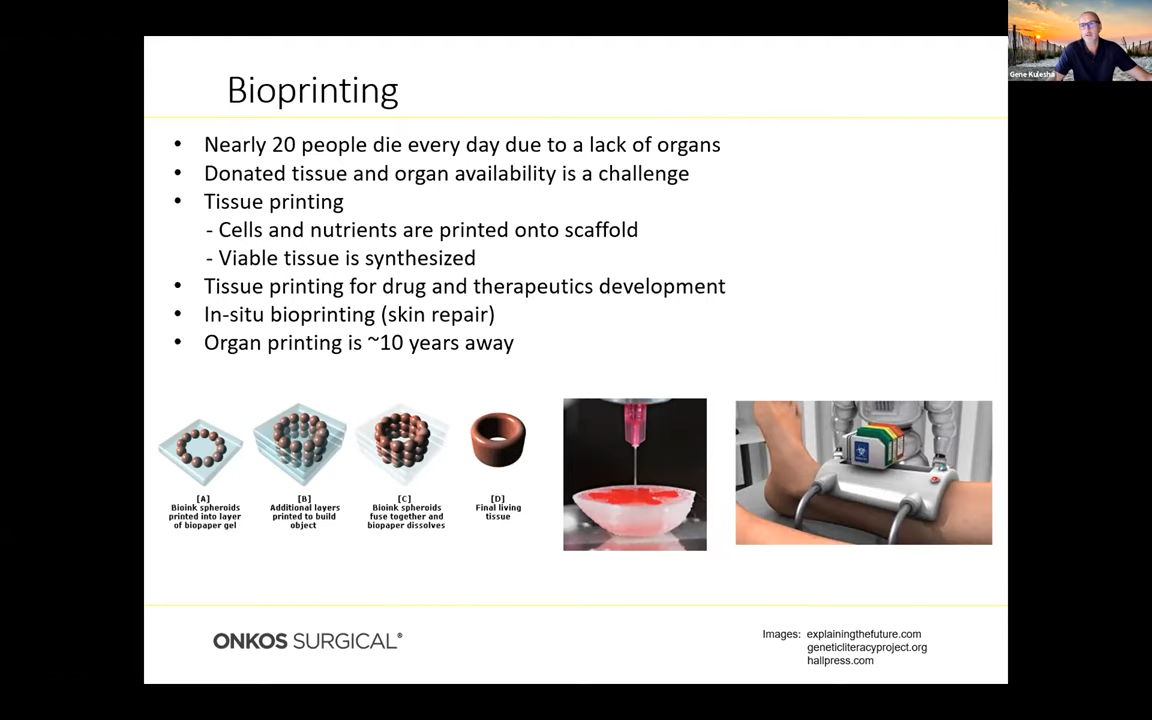 Gene Kulesha
Bioprinting
• Nearly 20 people die every day due to a lack of organs
• Donated tissue and organ availability is a challenge
• Tissue printing
- Cells and nutrients are printed onto scaffold
- Viable tissue is synthesized
• Tissue printing for drug and therapeutics development
• In-situ bioprinting (skin repair)
• Organ printing is ~10 years away
[A]
Bioink spheroids
printed into layer
of biopaper gel
[B]
Additional layers
printed to build
object
[C]
Bioink spheroids
fuse together and
biopaper dissolves
[D]
Final living
tissue
ONKOS SURGICAL®
Images: explainingthefuture.com
geneticliteracyproject.org
hallpress.com